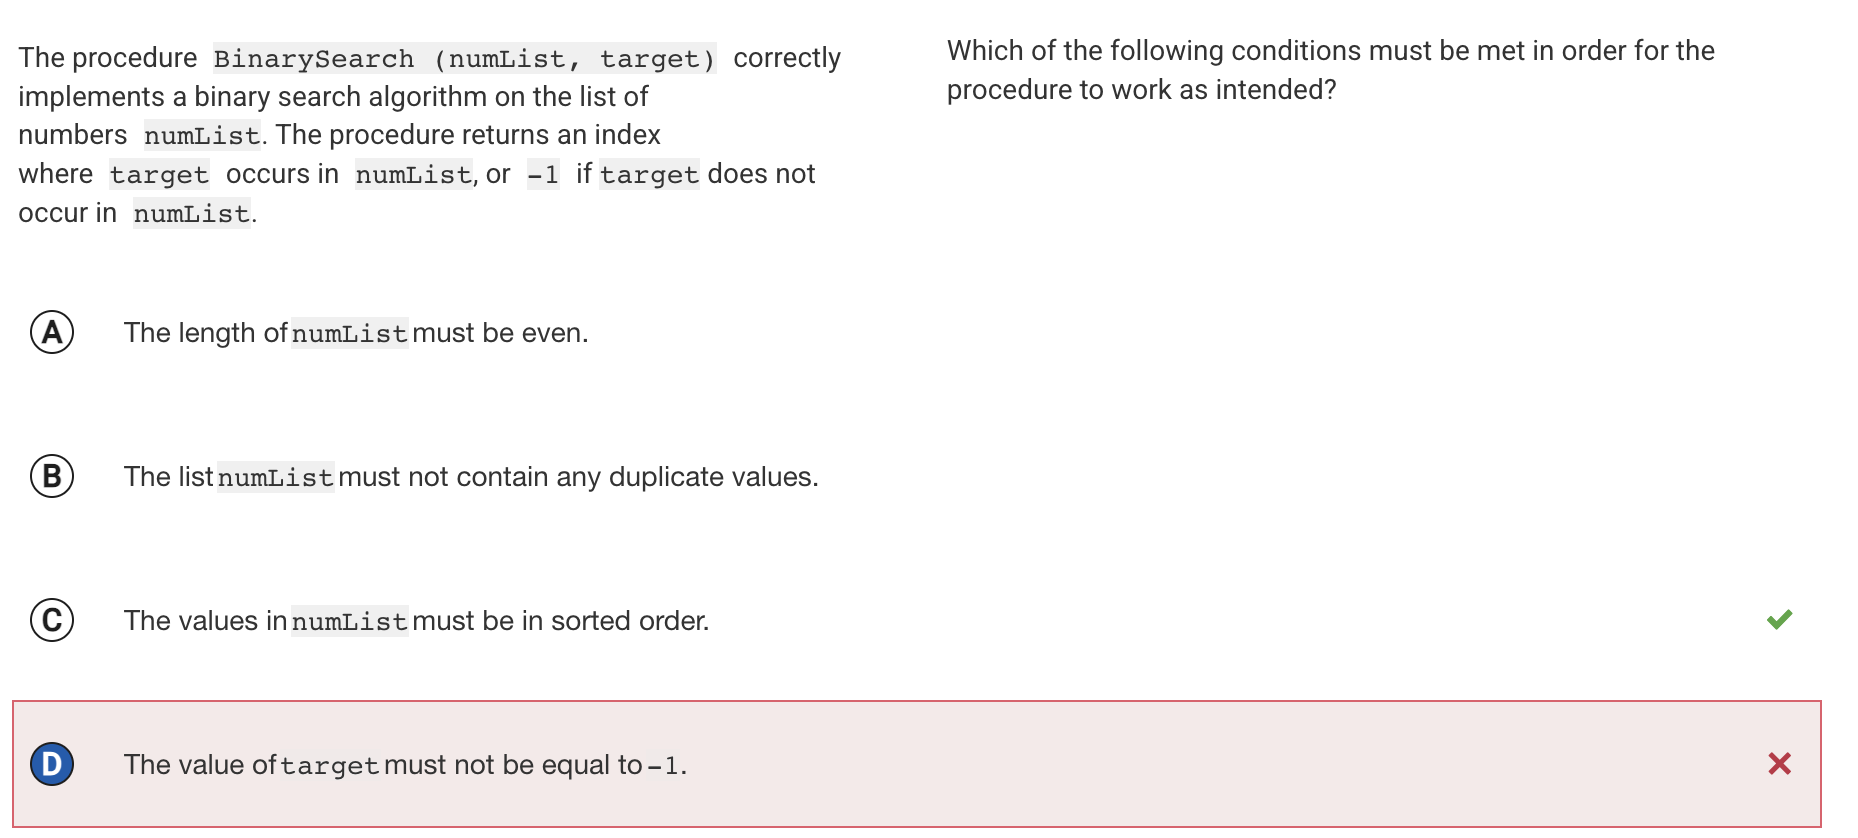 The procedure BinarySearch (numList, target) correctly
implements a binary search algorithm on the list of
numbers numList. The procedure returns an index
where target occurs in numList, or -1 if target does not
occur in numList.
Which of the following conditions must be met in order for the
procedure to work as intended?
A The length of numList must be even.
B The list numList must not contain any duplicate values.
C The values in numList must be in sorted order.
D The value of target must not be equal to -1.